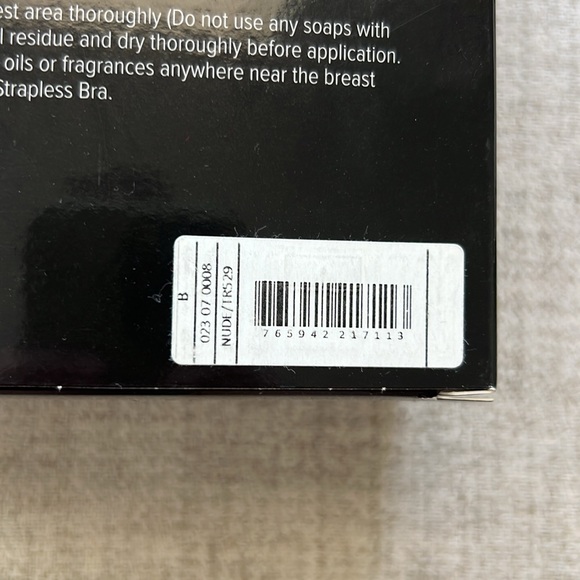 est area thoroughly (Do not use any soaps with
l residue and dry thoroughly before application.
oils or fragrances anywhere near the breast
Strapless Bra.
B
023 07 0008
NUDE/TR529
765942 217113